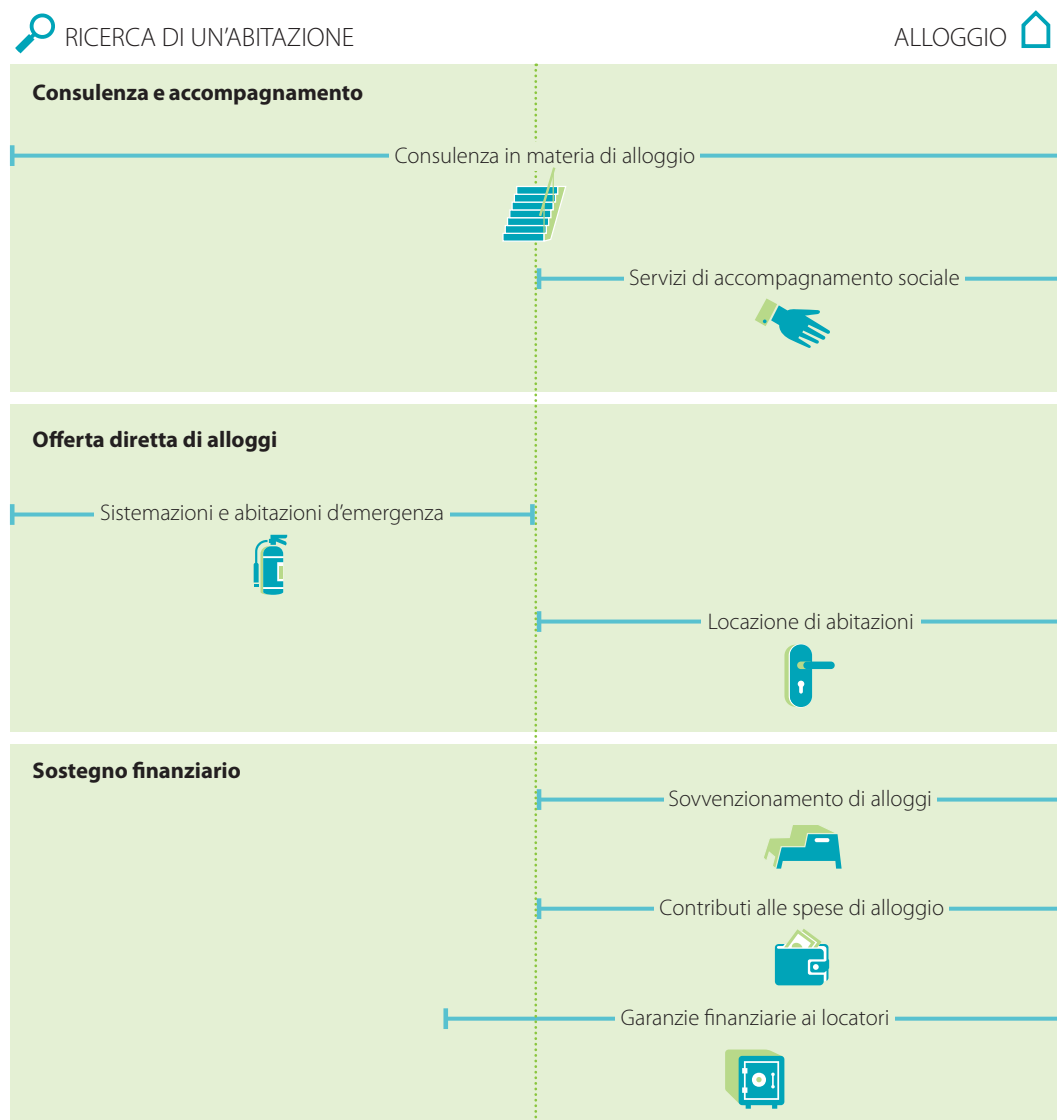 RICERCA DI UN'ABITAZIONE
ALLOGGIO
Consulenza e accompagnamento
Consulenza in materia di alloggio
Servizi di accompagnamento sociale
Offerta diretta di alloggi
Sistemazioni e abitazioni d'emergenza
Locazione di abitazioni
Sostegno finanziario
Sovvenzionamento di alloggi
Contributi alle spese di alloggio
Garanzie finanziarie ai locatori